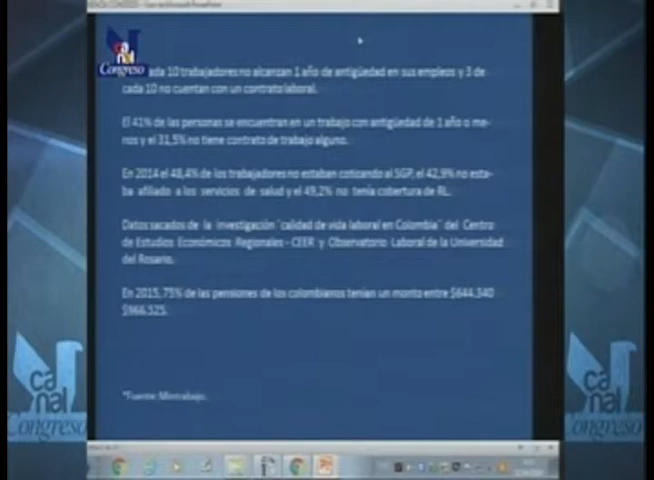 canal
Congreso
ada 10 trabajadores no alcanzan 1 año de antigüedad en sus empleos y 3 de
cada 10 no cuentan con un contrato laboral.
El 41% de las personas se encuentran en un trabajo con antigüedad de 1 año o me-
nos y el 31,5% no tiene contrato de trabajo alguno.
En 2014 el 48,4% de los trabajadores no estaban cotizando al SGP, el 42,9% no esta-
ba afiliado a los servicios de salud y el 49,2% no tenía cobertura de RL.
Datos sacados de la investigación "calidad de vida laboral en Colombia" del Centro
de Estudios Económicos Regionales - CEER y Observatorio Laboral de la Universidad
del Rosario.
En 2015, 75% de las pensiones de los colombianos tenían un monto entre $644.340
$966.525.
*Fuente: Mintrabajo.
canal
Congreso
canal
Congreso